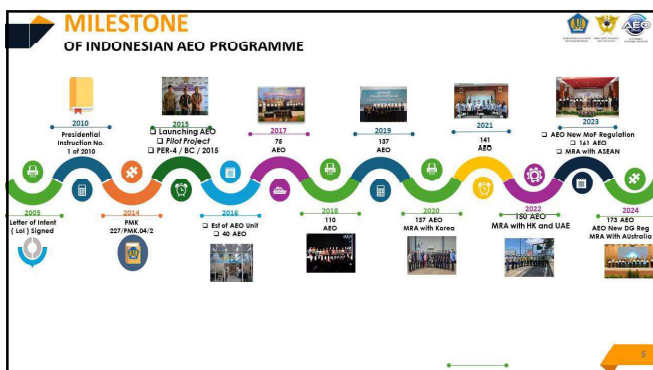 MILESTONE
OF INDONESIAN AEO PROGRAMME
AEO
2010
Presidential
Instruction No.
1 of 2010
2015
Launching AEO
Pilot Project
PER-4 / BC / 2015
2017
75
AEO
2019
137
AEO
2021
141
AEO
2023
AEO New MoF Regulation
161 AEO
MRA with ASEAN
2005
Letter of Intent
( LoI ) Signed
2014
PMK
227/PMK.04/2
2016
Est of AEO Unit
40 AEO
2018
110
AEO
2020
137 AEO
MRA with Korea
2022
150 AEO
MRA with HK and UAE
2024
173 AEO
AEO New DG Reg
MRA With AUstralia